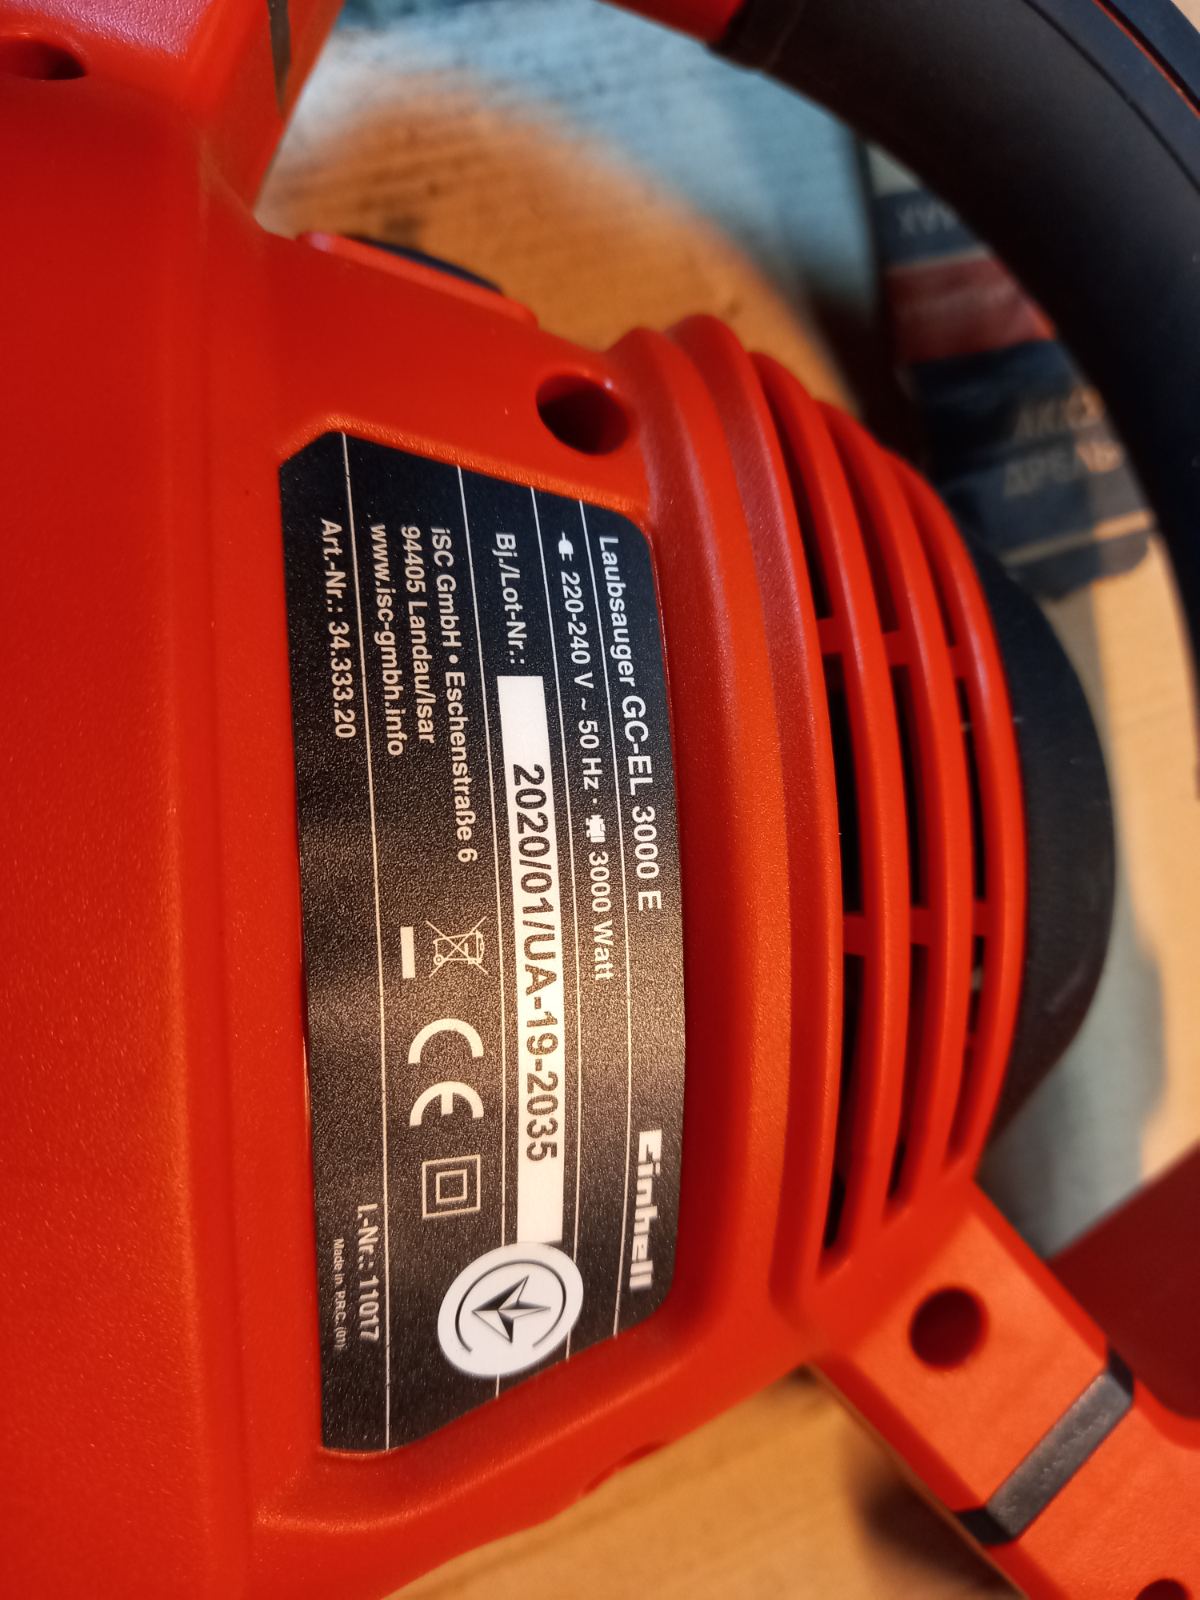 Laubsauger GC-EL 3000 E
Einhell
220-240 V ~ 50 Hz · 3000 Watt
Bj./Lot-Nr.: 2020/01/UA-19-2035
iSC GmbH • Eschenstraße 6
94405 Landau/Isar
www.isc-gmbh.info
CE
Art.-Nr.: 34.333.20
I.-Nr.: 11017
Made in P.R.C. (01)